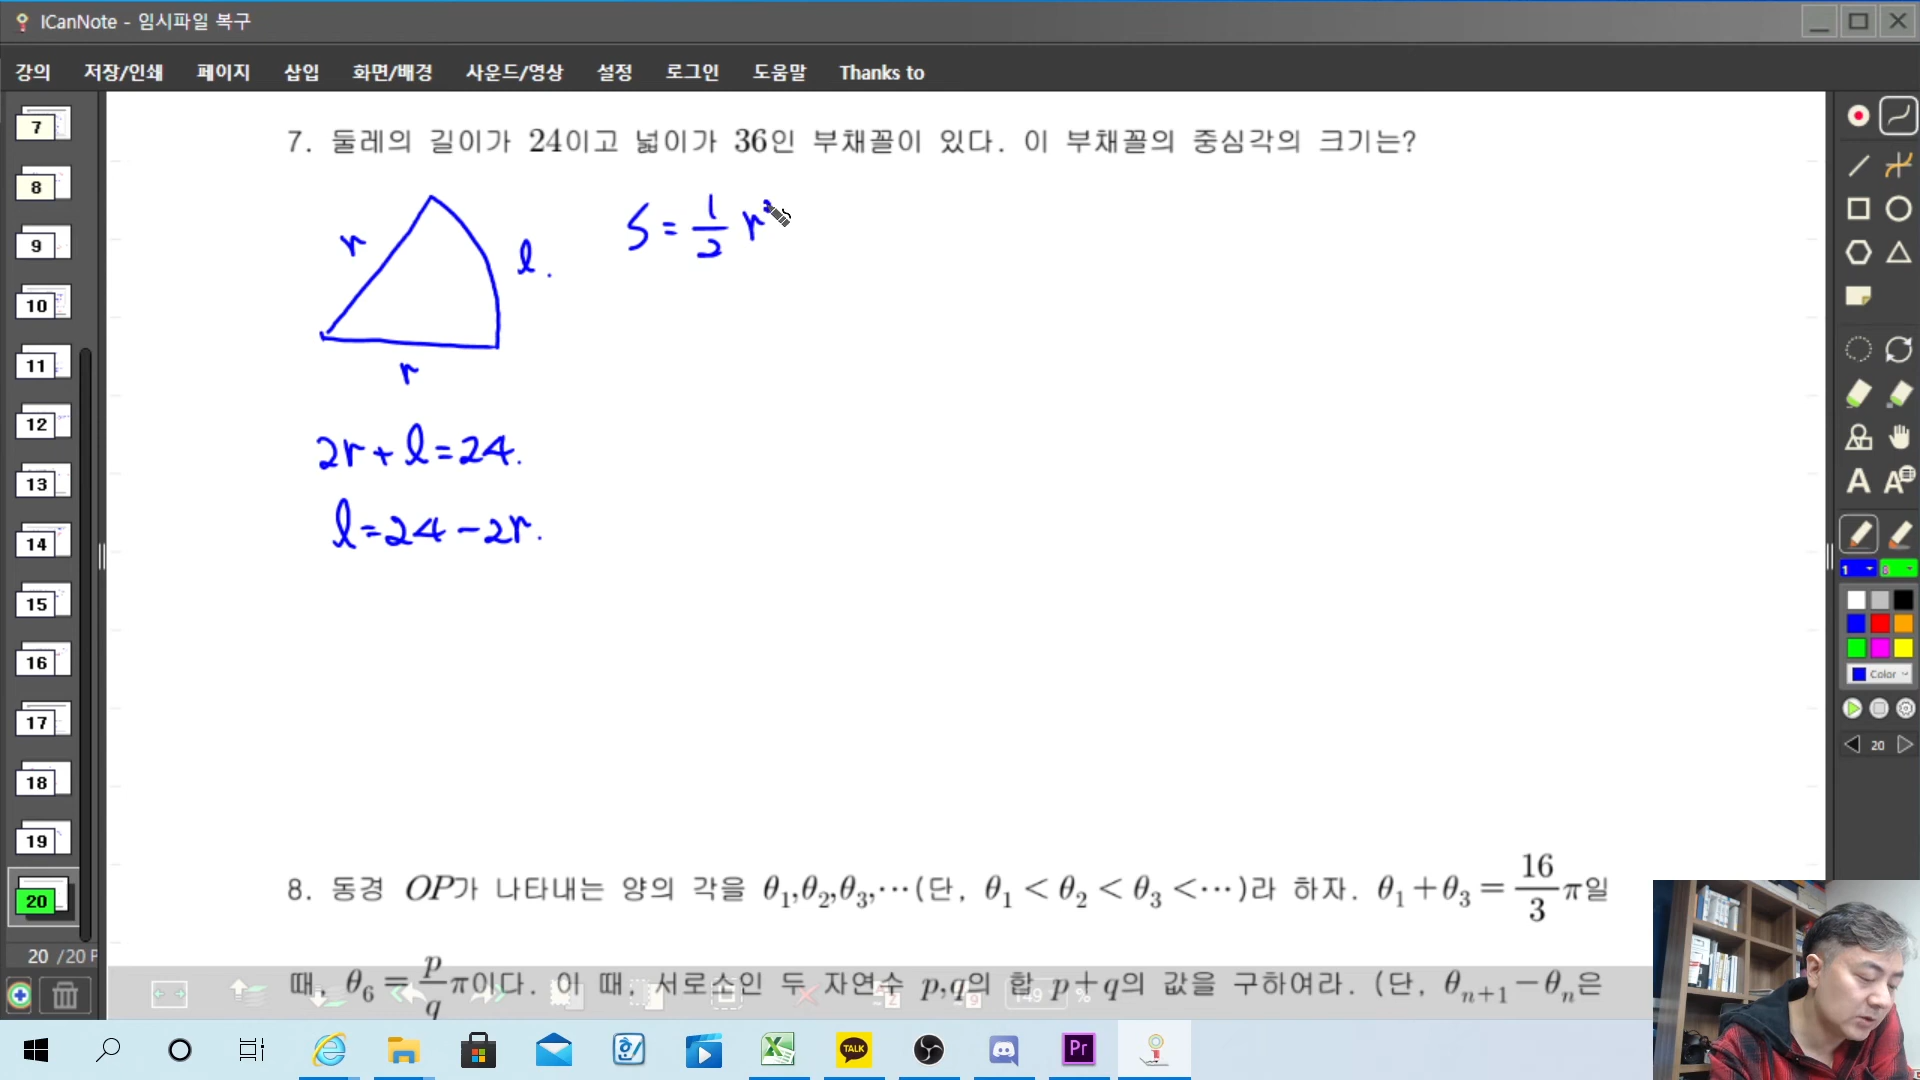 ICanNote - 임시파일 복구
강의 저장/인쇄 페이지 삽입 화면/배경 사운드/영상 설정 로그인 도움말 Thanks to
7
8
9
10
11
12
13
14
15
16
17
18
19
20
20 /20 P
7. 둘레의 길이가 24이고 넓이가 36인 부채꼴이 있다. 이 부채꼴의 중심각의 크기는?
r
l.
r
S = 1/2 r²
2r + l = 24.
l = 24 - 2r.
8. 동경 OP가 나타내는 양의 각을 θ₁,θ₂,θ₃,⋯(단, θ₁ < θ₂ < θ₃ <⋯)라 하자. θ₁+θ₃ = 16/3 π일
때, θ₆ = p/q π이다. 이 때, 서로소인 두 자연수 p,q의 합 p+q의 값을 구하여라. (단, θₙ₊₁-θₙ은
149 %
A A
1
Color
20
TALK
Pr